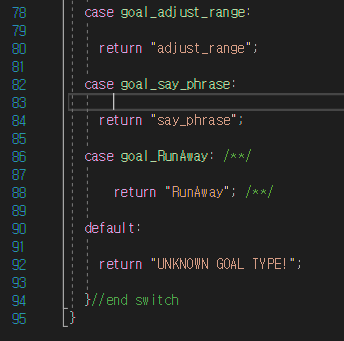 78 case goal_adjust_range:
79
80 return "adjust_range";
81
82 case goal_say_phrase:
83
84 return "say_phrase";
85
86 case goal_RunAway: /**/
87
88 return "RunAway"; /**/
89
90 default:
91
92 return "UNKNOWN GOAL TYPE!";
93
94 }//end switch
95 }